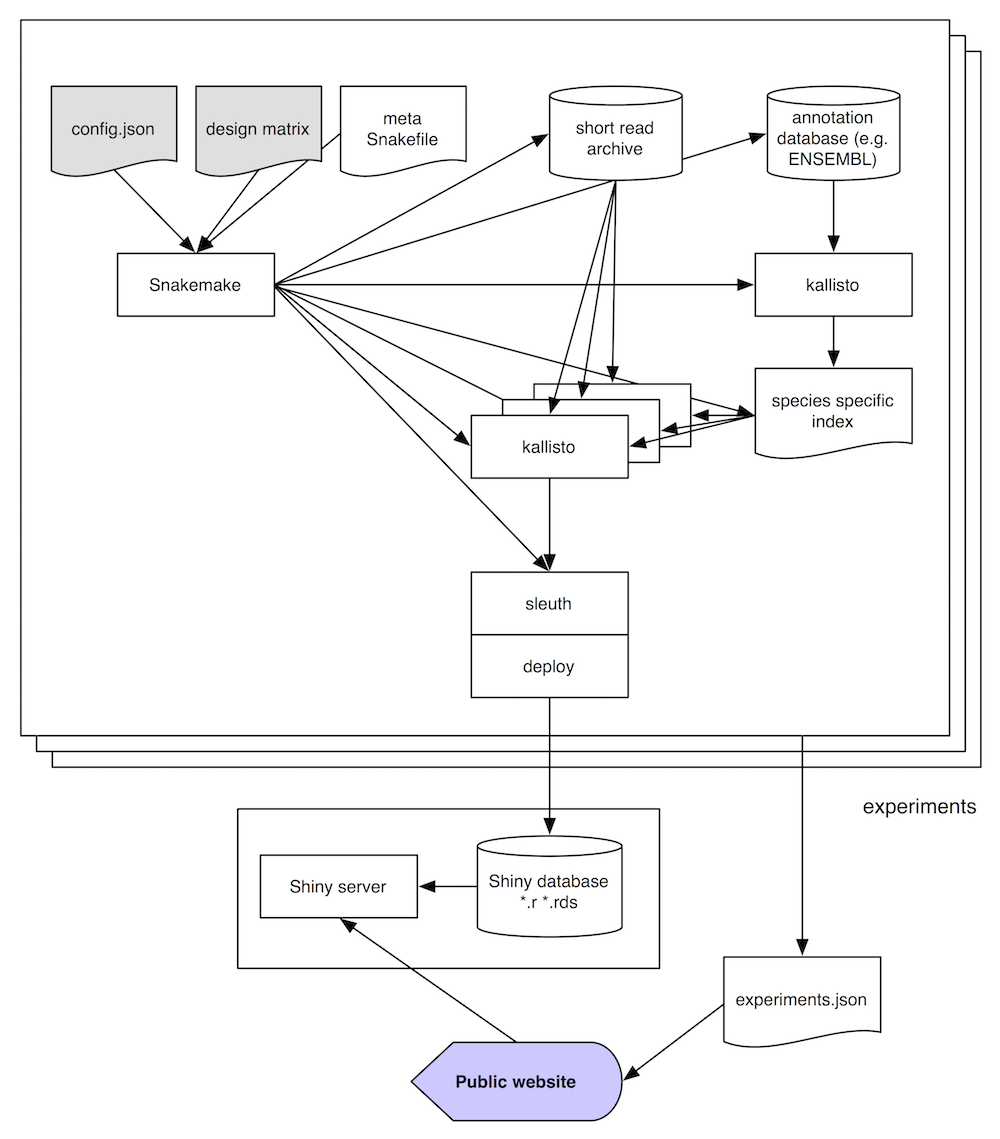 config.json
design matrix
meta
Snakefile
short read
archive
annotation
database (e.g.
ENSEMBL)
Snakemake
kallisto
species specific
index
kallisto
sleuth
deploy
experiments
Shiny server
Shiny database
*.r *.rds
experiments.json
Public website